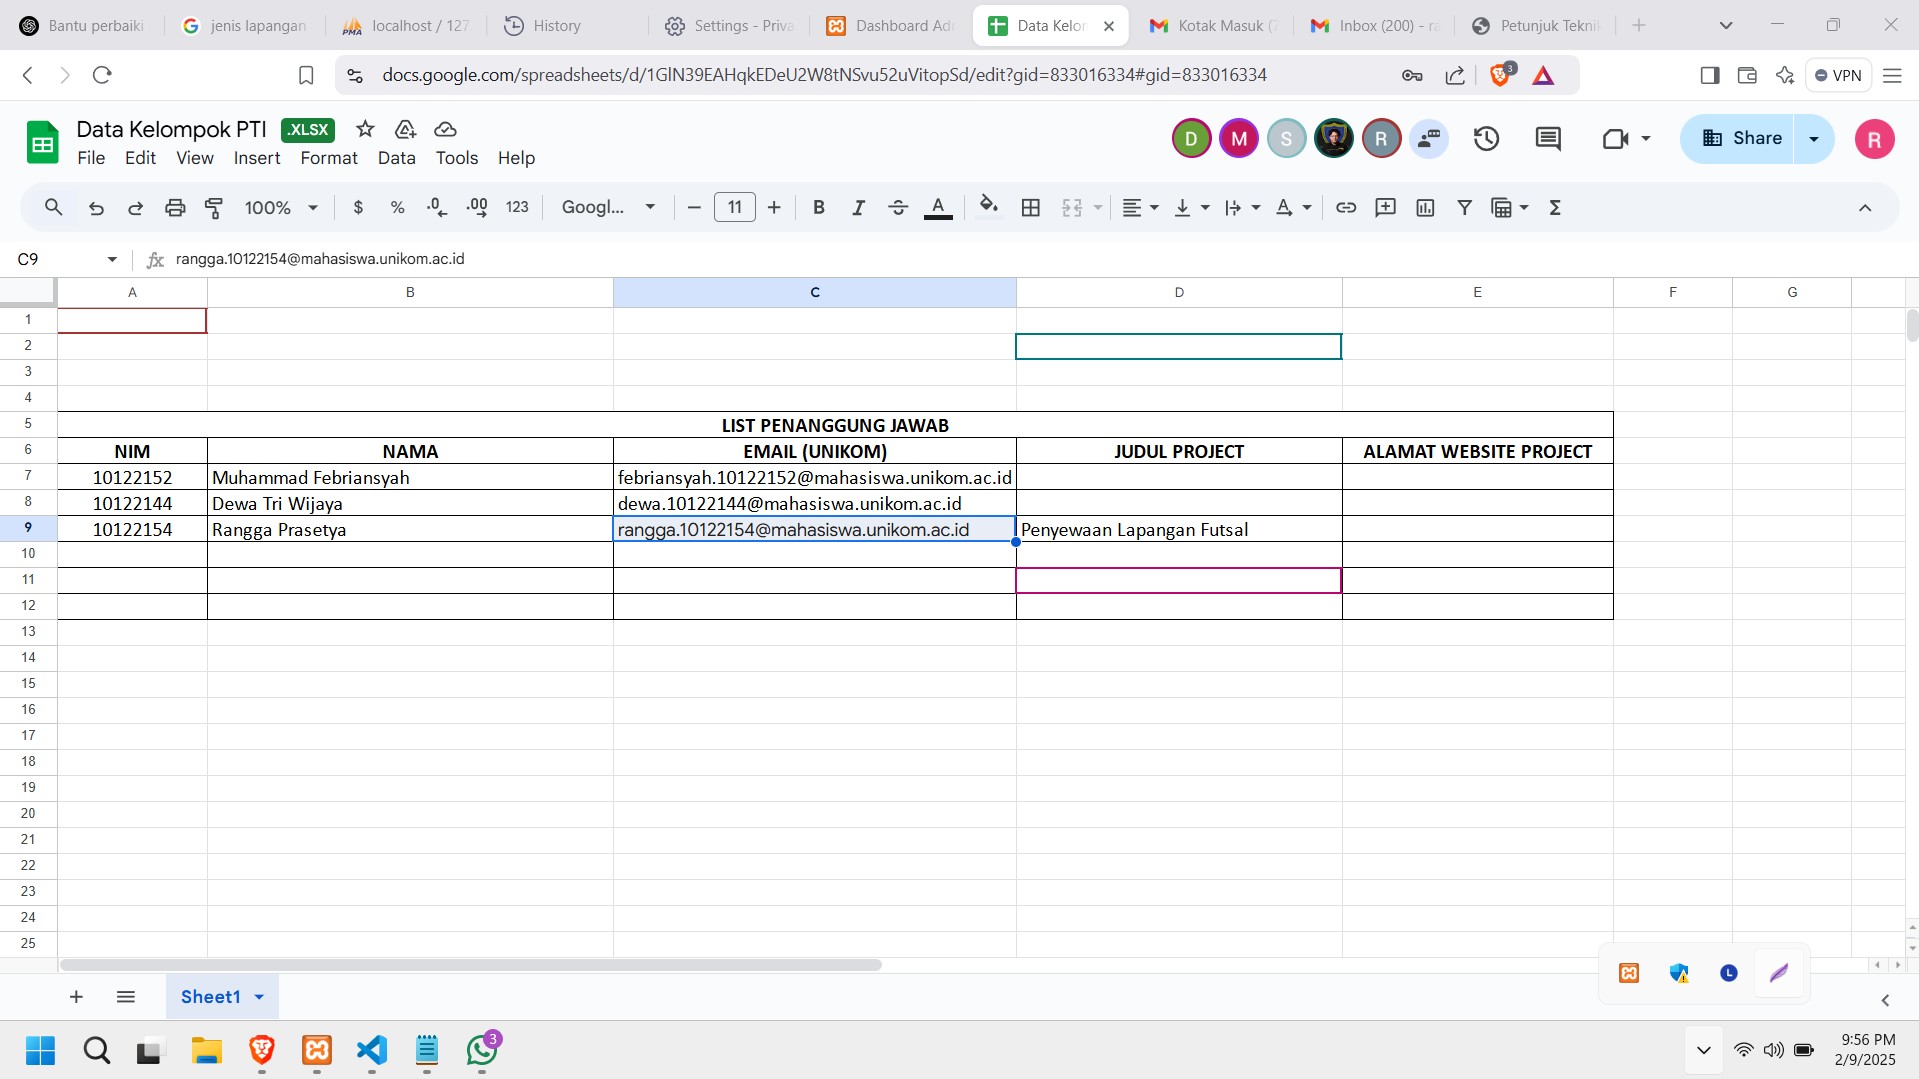 Bantu perbaiki
jenis lapangan
localhost / 127
History
Settings - Priva
Dashboard Ad
Data Kelor
Kotak Masuk (7
Inbox (200) - ra
Petunjuk Tekni
docs.google.com/spreadsheets/d/1GlN39EAHqkEDeU2W8tNSvu52uVitopSd/edit?gid=833016334#gid=833016334
3
VPN
Data Kelompok PTI .XLSX
D M S R
Share
R
File Edit View Insert Format Data Tools Help
100% $ % .0 .00 123 Googl... − 11 + B I A Σ
C9 fx rangga.10122154@mahasiswa.unikom.ac.id
A B C D E F G
1
2
3
4
5 LIST PENANGGUNG JAWAB
6 NIM NAMA EMAIL (UNIKOM) JUDUL PROJECT ALAMAT WEBSITE PROJECT
7 10122152 Muhammad Febriansyah febriansyah.10122152@mahasiswa.unikom.ac.id
8 10122144 Dewa Tri Wijaya dewa.10122144@mahasiswa.unikom.ac.id
9 10122154 Rangga Prasetya rangga.10122154@mahasiswa.unikom.ac.id Penyewaan Lapangan Futsal
10
11
12
13
14
15
16
17
18
19
20
21
22
23
24
25
Sheet1
L
3
9:56 PM
2/9/2025